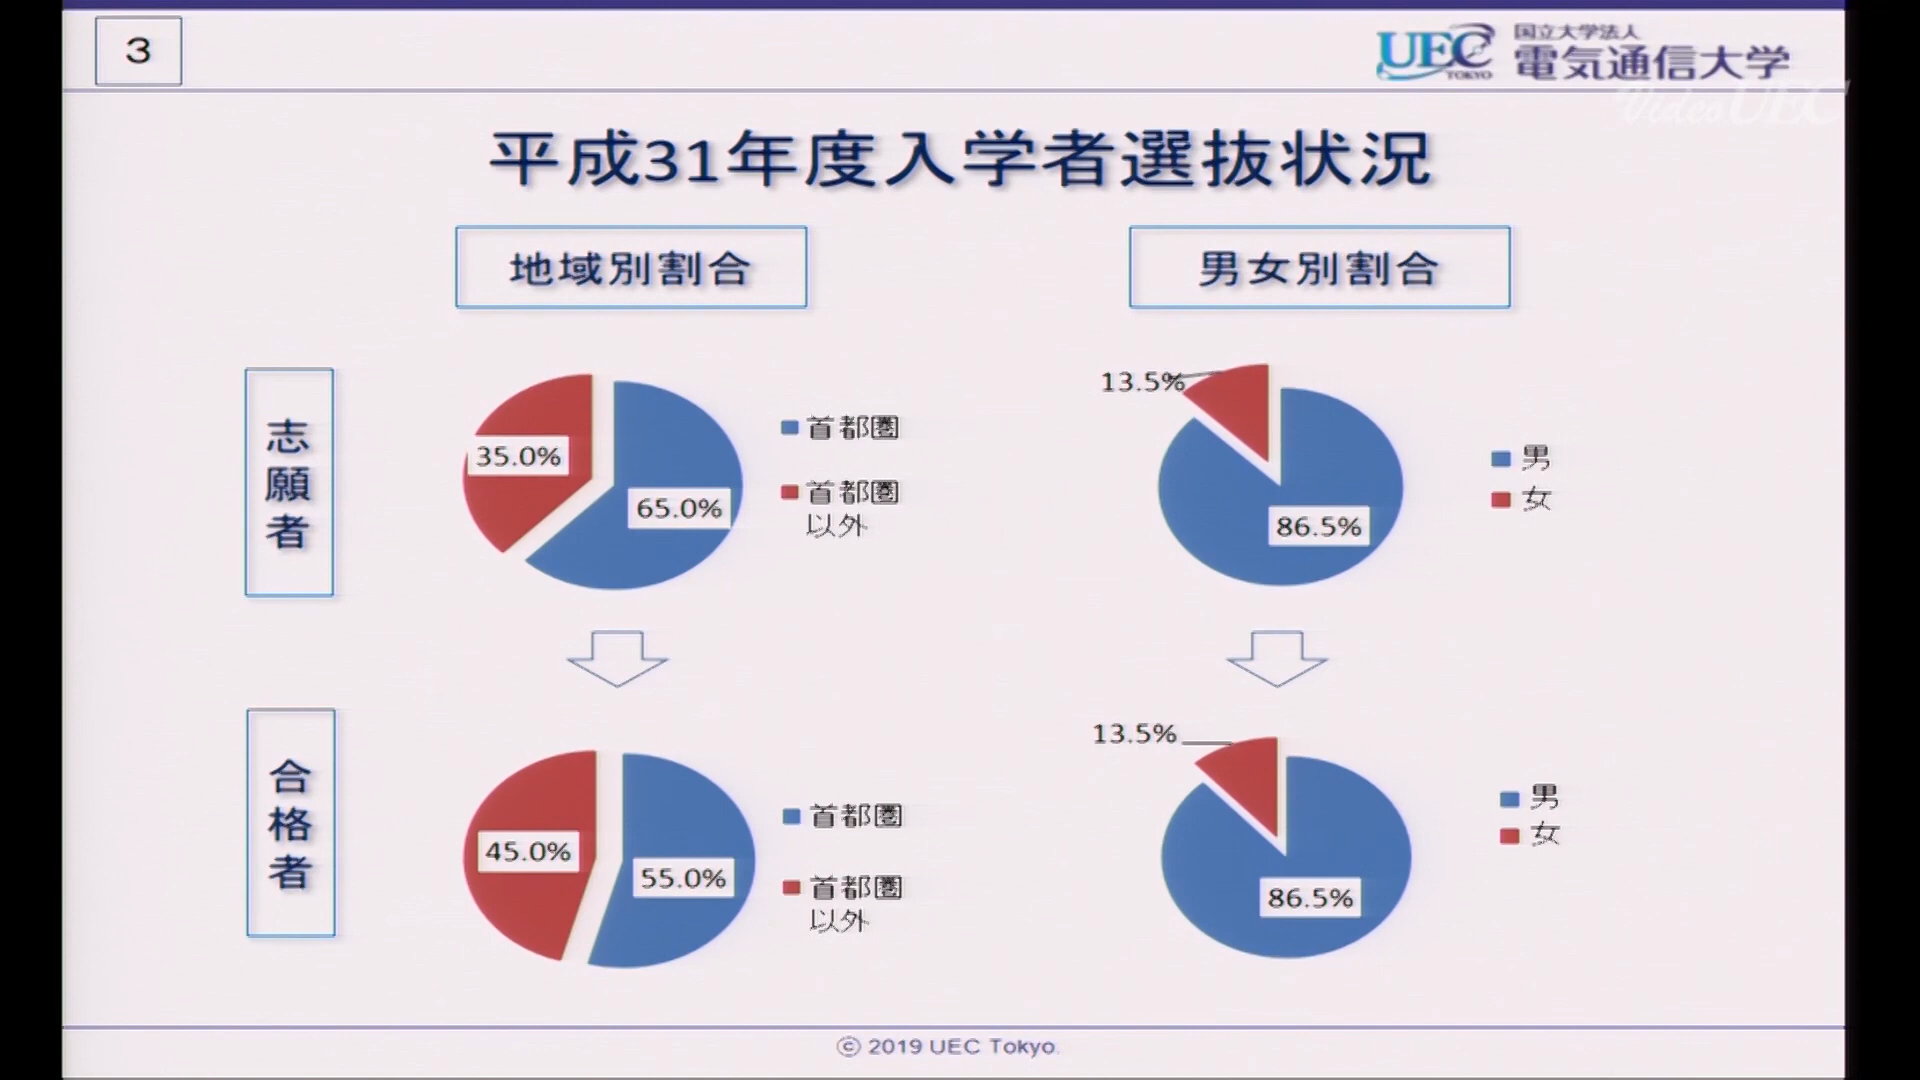 3
UEC
TOKYO
国立大学法人
電気通信大学
VideoUEC
平成31年度入学者選抜状況
地域別割合
男女別割合
志願者
35.0%
65.0%
首都圏
首都圏
以外
13.5%
86.5%
男
女
合格者
45.0%
55.0%
首都圏
首都圏
以外
13.5%
86.5%
男
女
© 2019 UEC Tokyo.